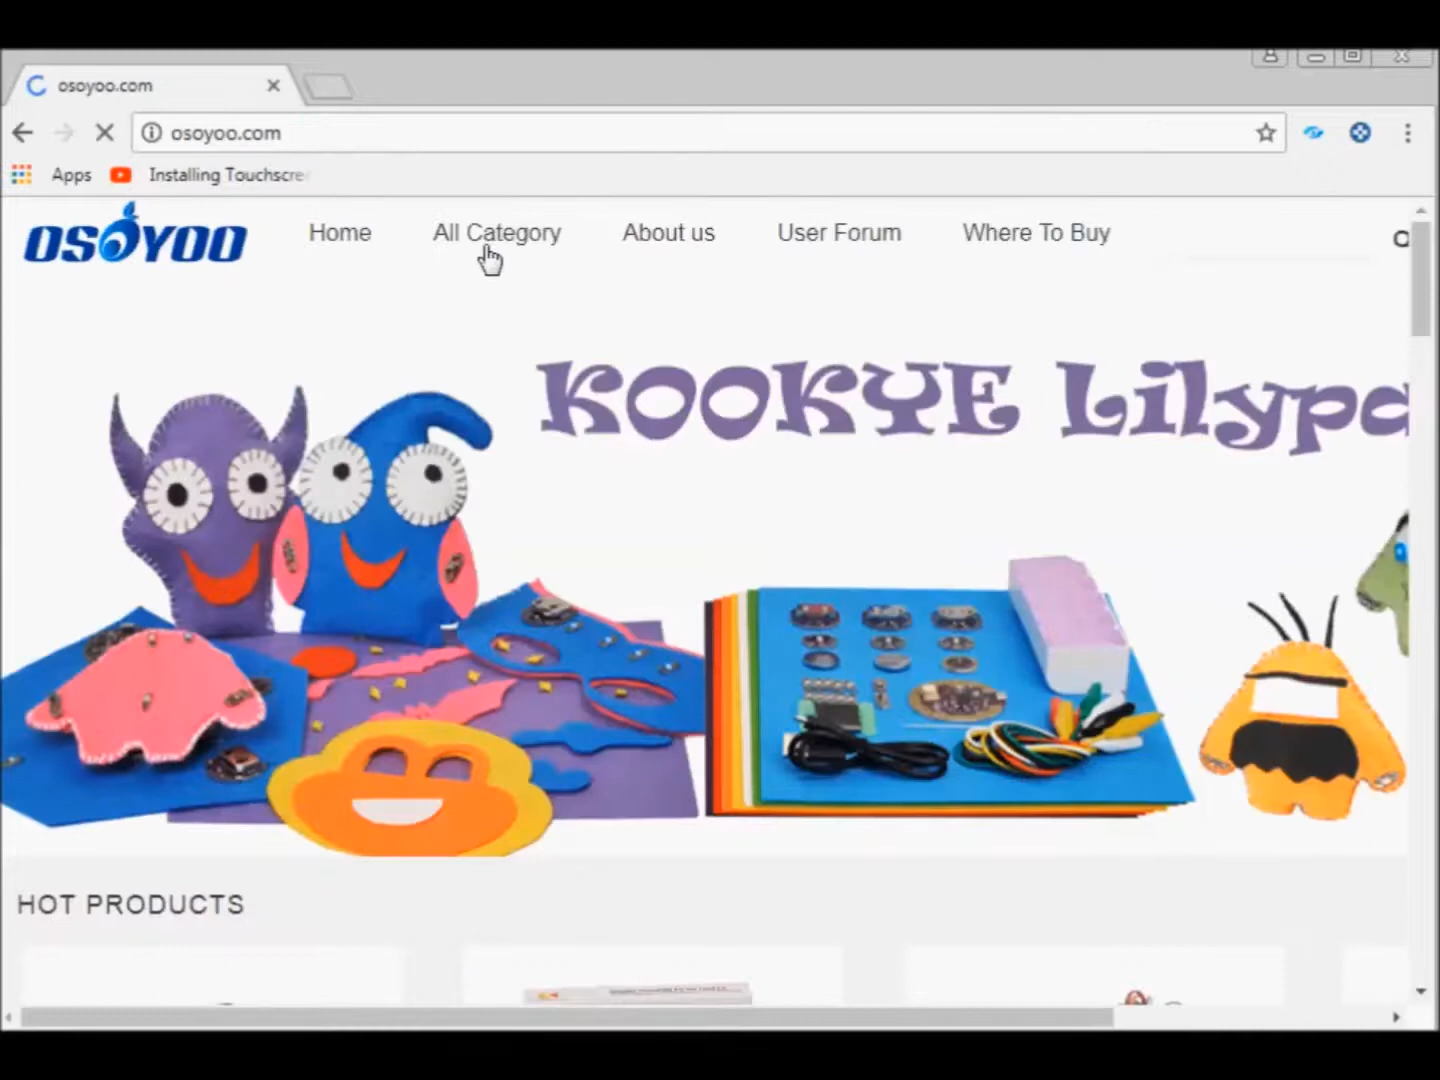 osoyoo.com
osoyoo.com
Apps Installing Touchscre
OSOYOO Home All Category About us User Forum Where To Buy
KOOKYE Lilypa
HOT PRODUCTS